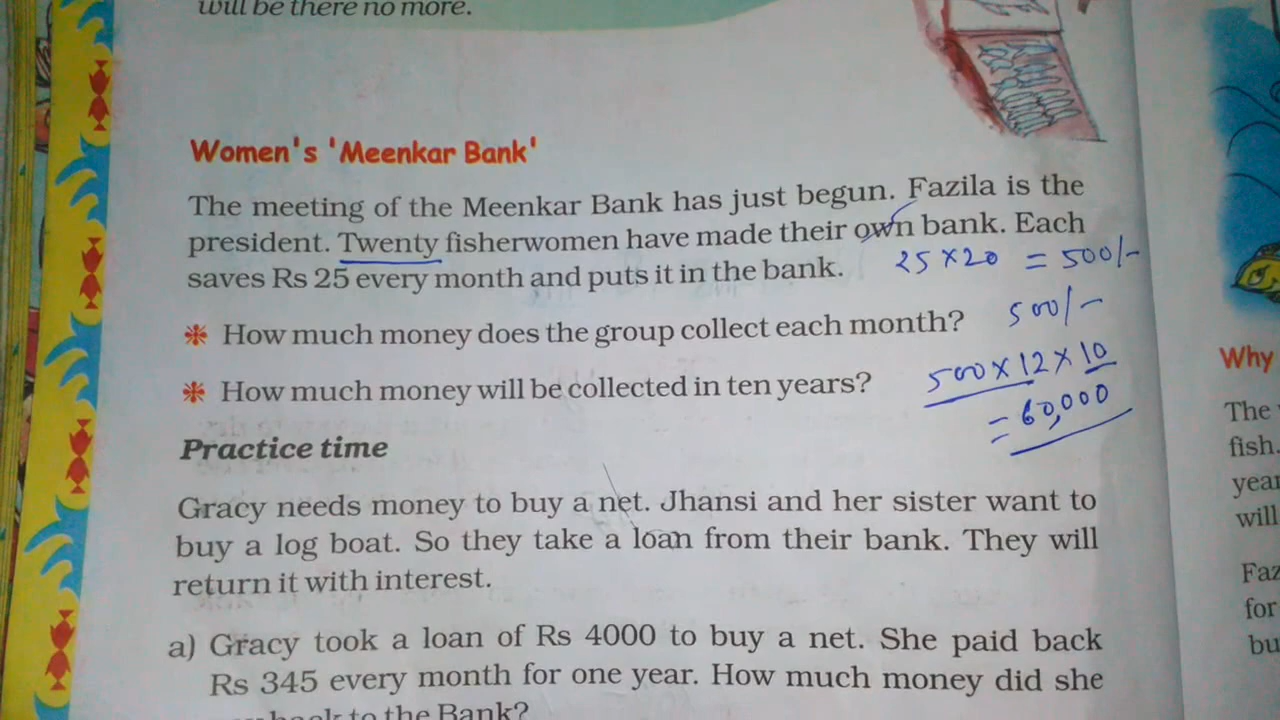 will be there no more.
Women's 'Meenkar Bank'
The meeting of the Meenkar Bank has just begun. Fazila is the
president. Twenty fisherwomen have made their own bank. Each
saves Rs 25 every month and puts it in the bank.
25 × 20 = 500/-
How much money does the group collect each month?
500/-
How much money will be collected in ten years?
500 × 12 × 10
= 60,000
Practice time
Gracy needs money to buy a net. Jhansi and her sister want to
buy a log boat. So they take a loan from their bank. They will
return it with interest.
a) Gracy took a loan of Rs 4000 to buy a net. She paid back
Rs 345 every month for one year. How much money did she
back to the Bank?
Why
The
fish.
year
will
for